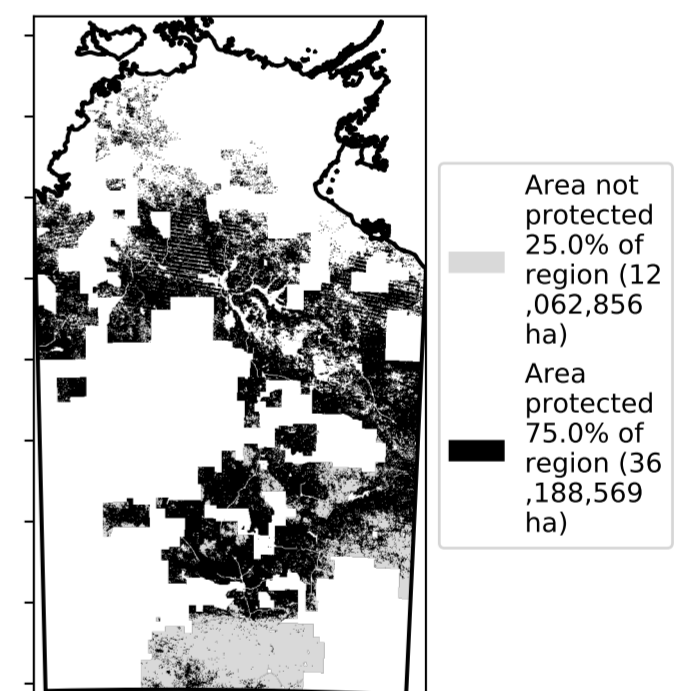 Area not
protected
25.0% of
region (12
,062,856
ha)
Area
protected
75.0% of
region (36
,188,569
ha)